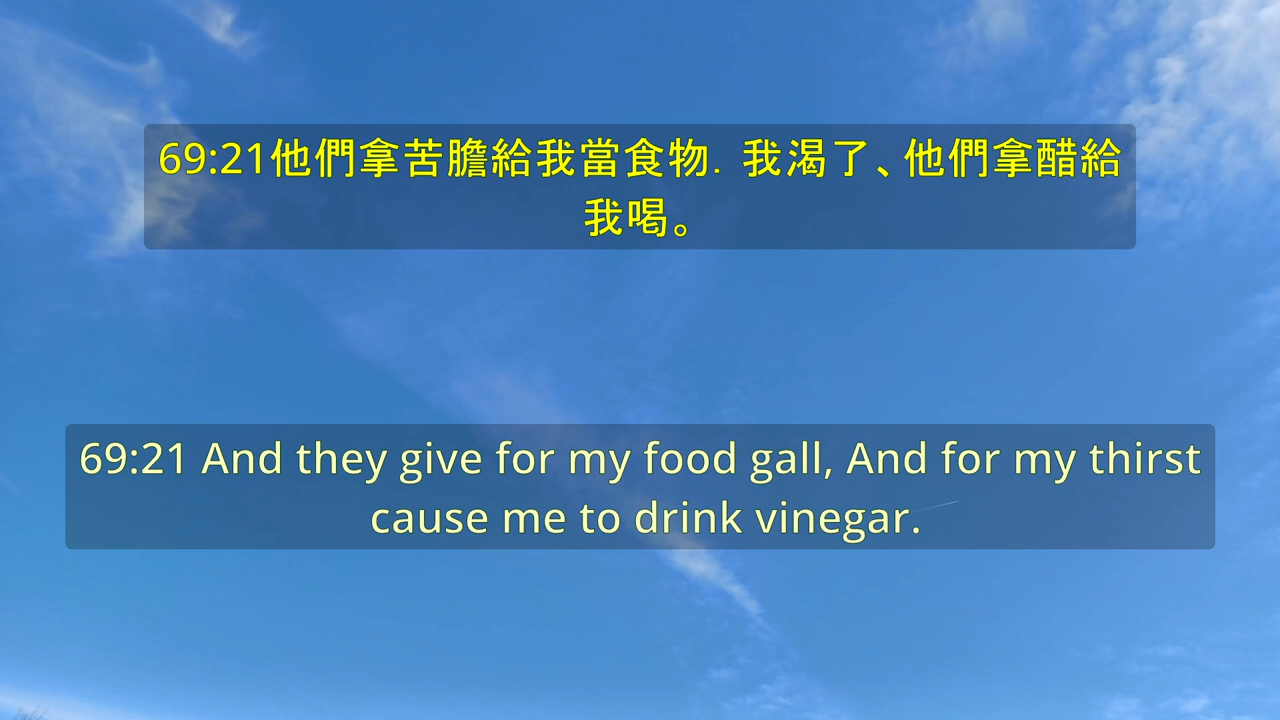 69:21他們拿苦膽給我當食物．我渴了、他們拿醋給
我喝。
69:21 And they give for my food gall, And for my thirst
cause me to drink vinegar.